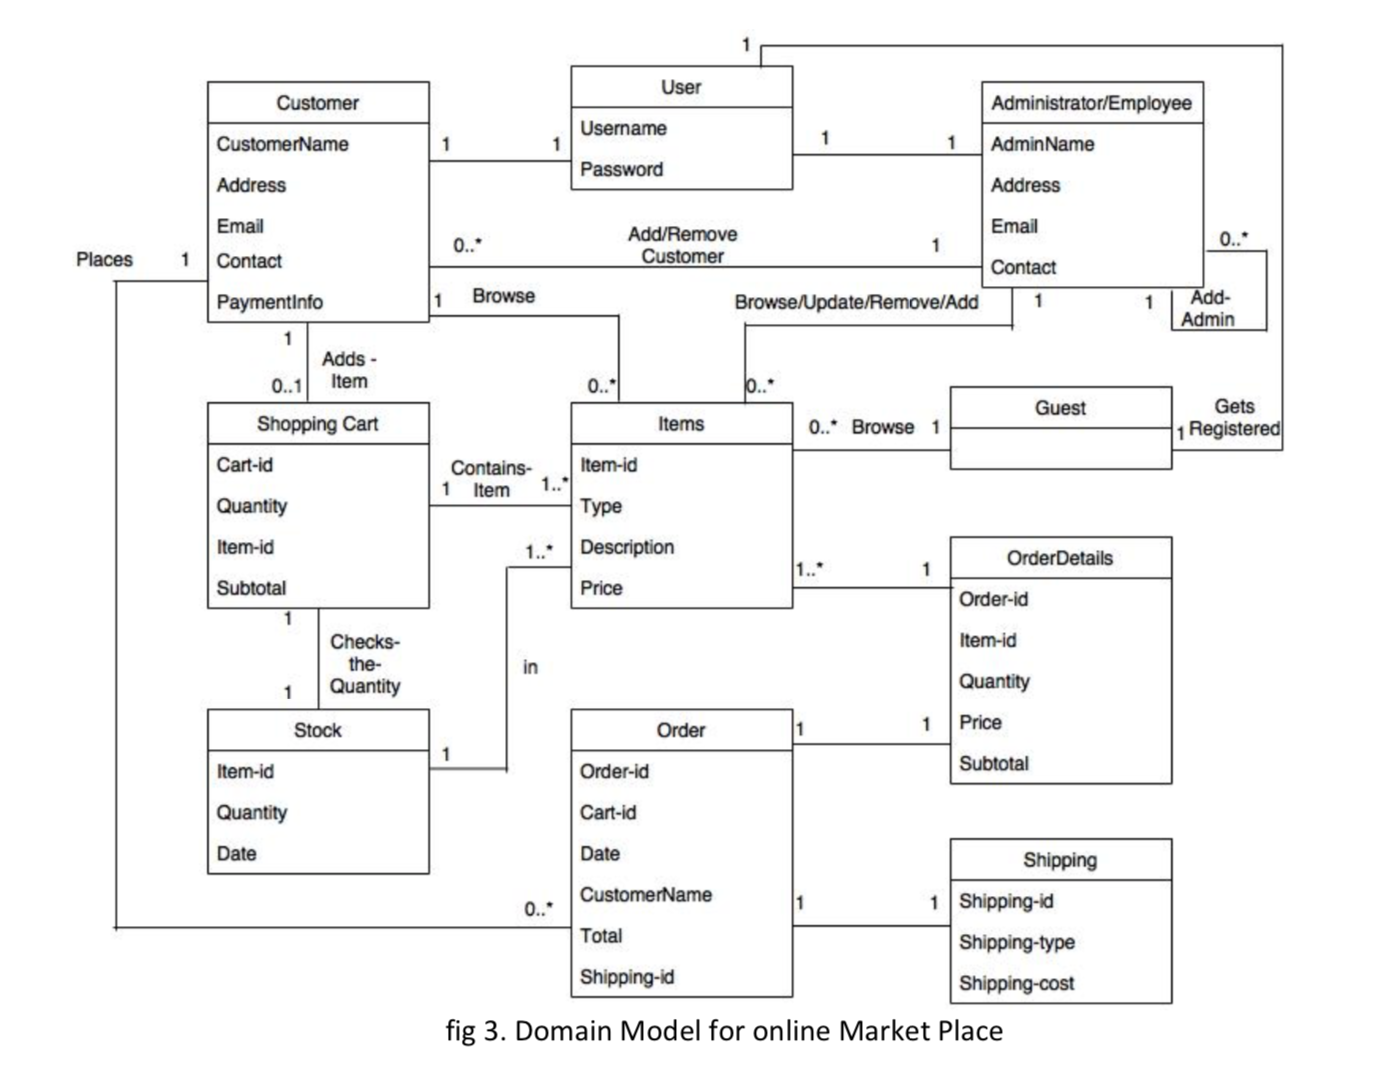 1
User
Username
Password
Customer
CustomerName
Address
Email
Contact
PaymentInfo
Administrator/Employee
AdminName
Address
Email
Contact
1
1
1
1
0..*
Add/Remove
Customer
1
0..*
1
Add-
Admin
Places
1
1
Browse
0..*
Browse/Update/Remove/Add
1
0..*
1
Adds -
Item
0..1
Shopping Cart
Cart-id
Quantity
Item-id
Subtotal
Items
Item-id
Type
Description
Price
0..*
Browse
1
Guest
Gets
1
Registered
Contains-
1
Item
1..*
1..*
1..*
1
OrderDetails
Order-id
Item-id
Quantity
Price
Subtotal
1
Checks-
the-
Quantity
1
in
Stock
Item-id
Quantity
Date
1
Order
Order-id
Cart-id
Date
CustomerName
Total
Shipping-id
1
1
0..*
1
1
Shipping
Shipping-id
Shipping-type
Shipping-cost
fig 3. Domain Model for online Market Place